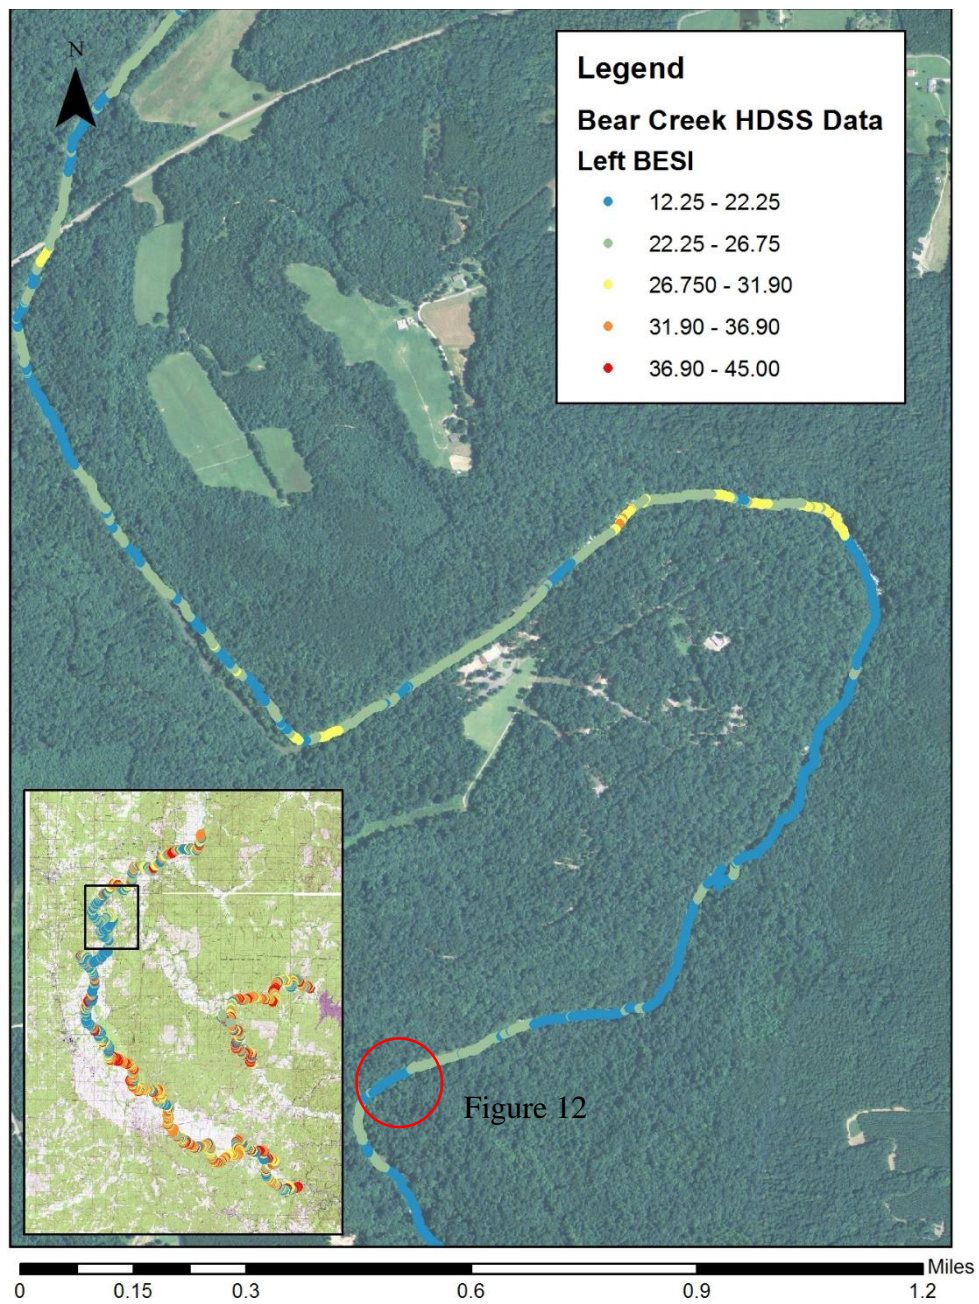 N
Legend
Bear Creek HDSS Data
Left BESI
12.25 - 22.25
22.25 - 26.75
26.750 - 31.90
31.90 - 36.90
36.90 - 45.00
Figure 12
Miles
0 0.15 0.3 0.6 0.9 1.2